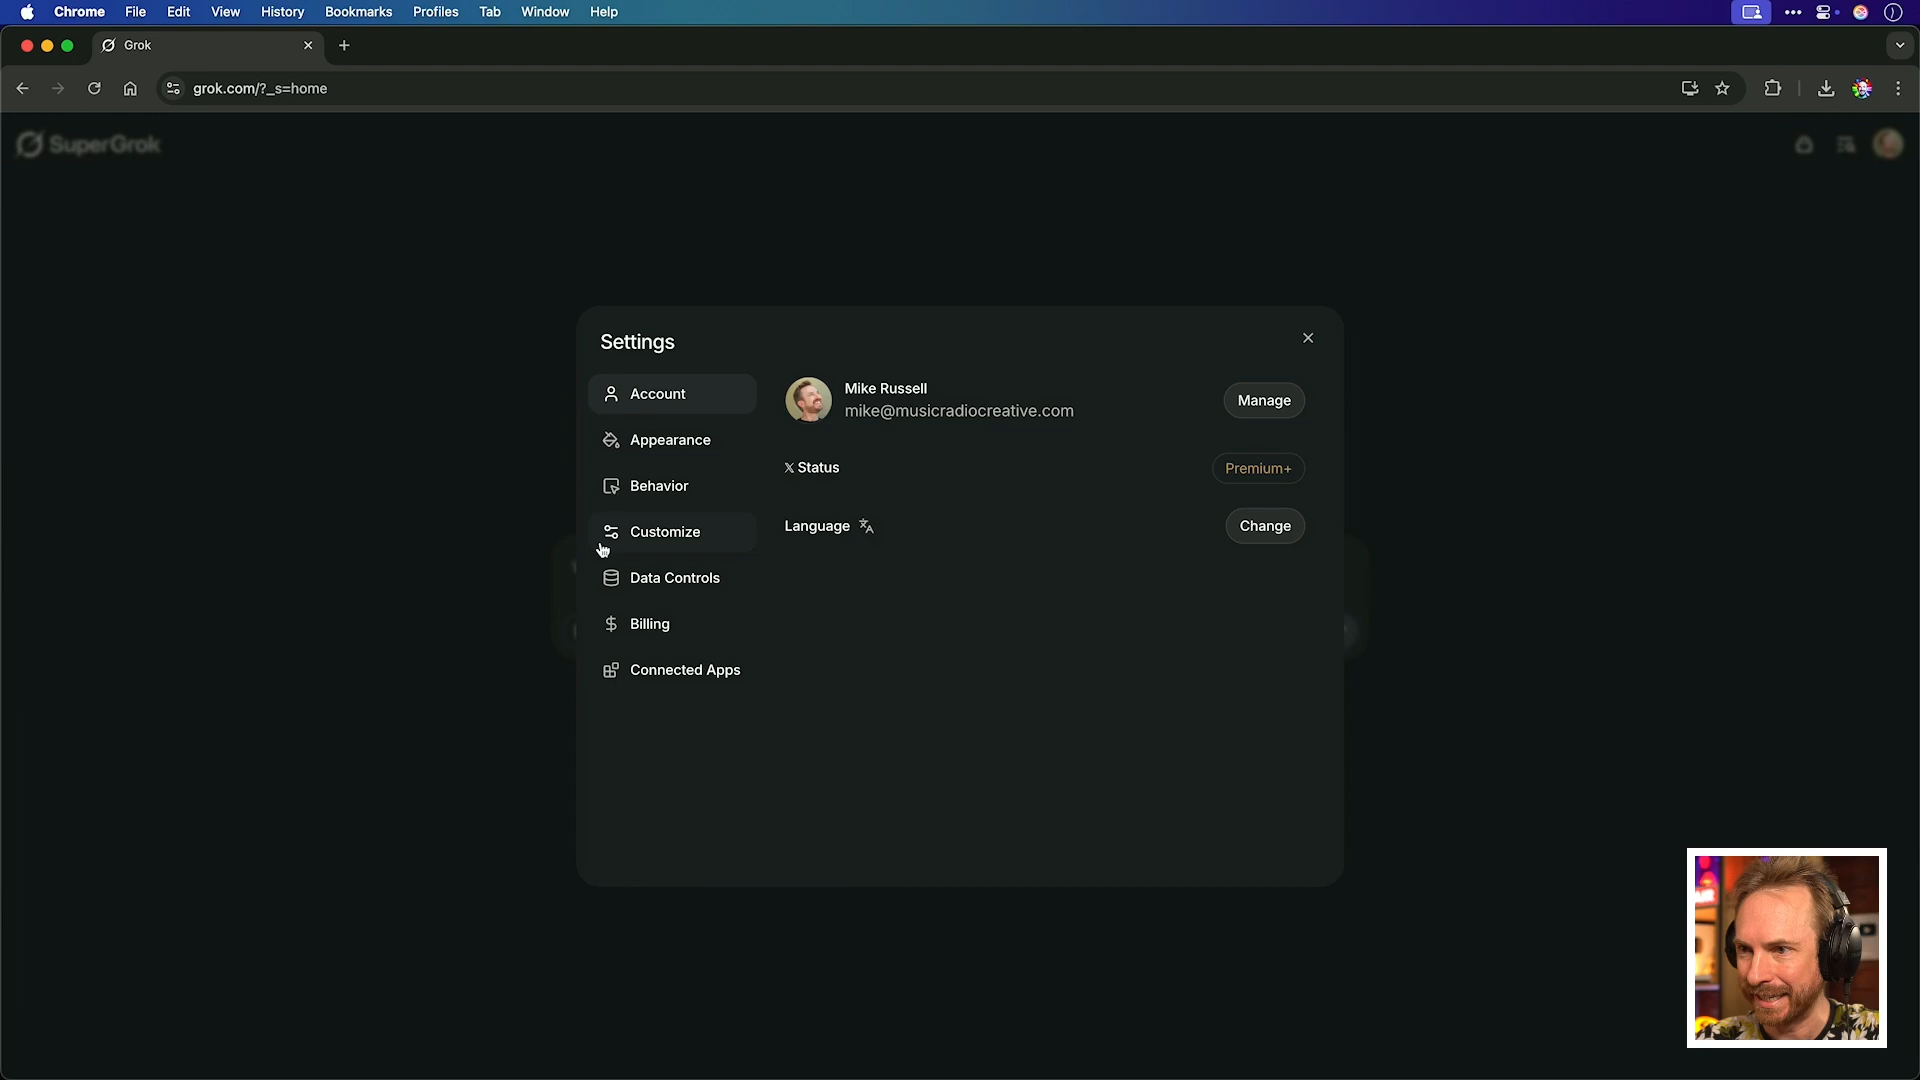 Chrome File Edit View History Bookmarks Profiles Tab Window Help
Grok
grok.com/?_s=home
SuperGrok
Settings
Account
Mike Russell
mike@musicradiocreative.com
Manage
Appearance
𝕏 Status
Premium+
Behavior
Customize
Language
Change
Data Controls
Billing
Connected Apps